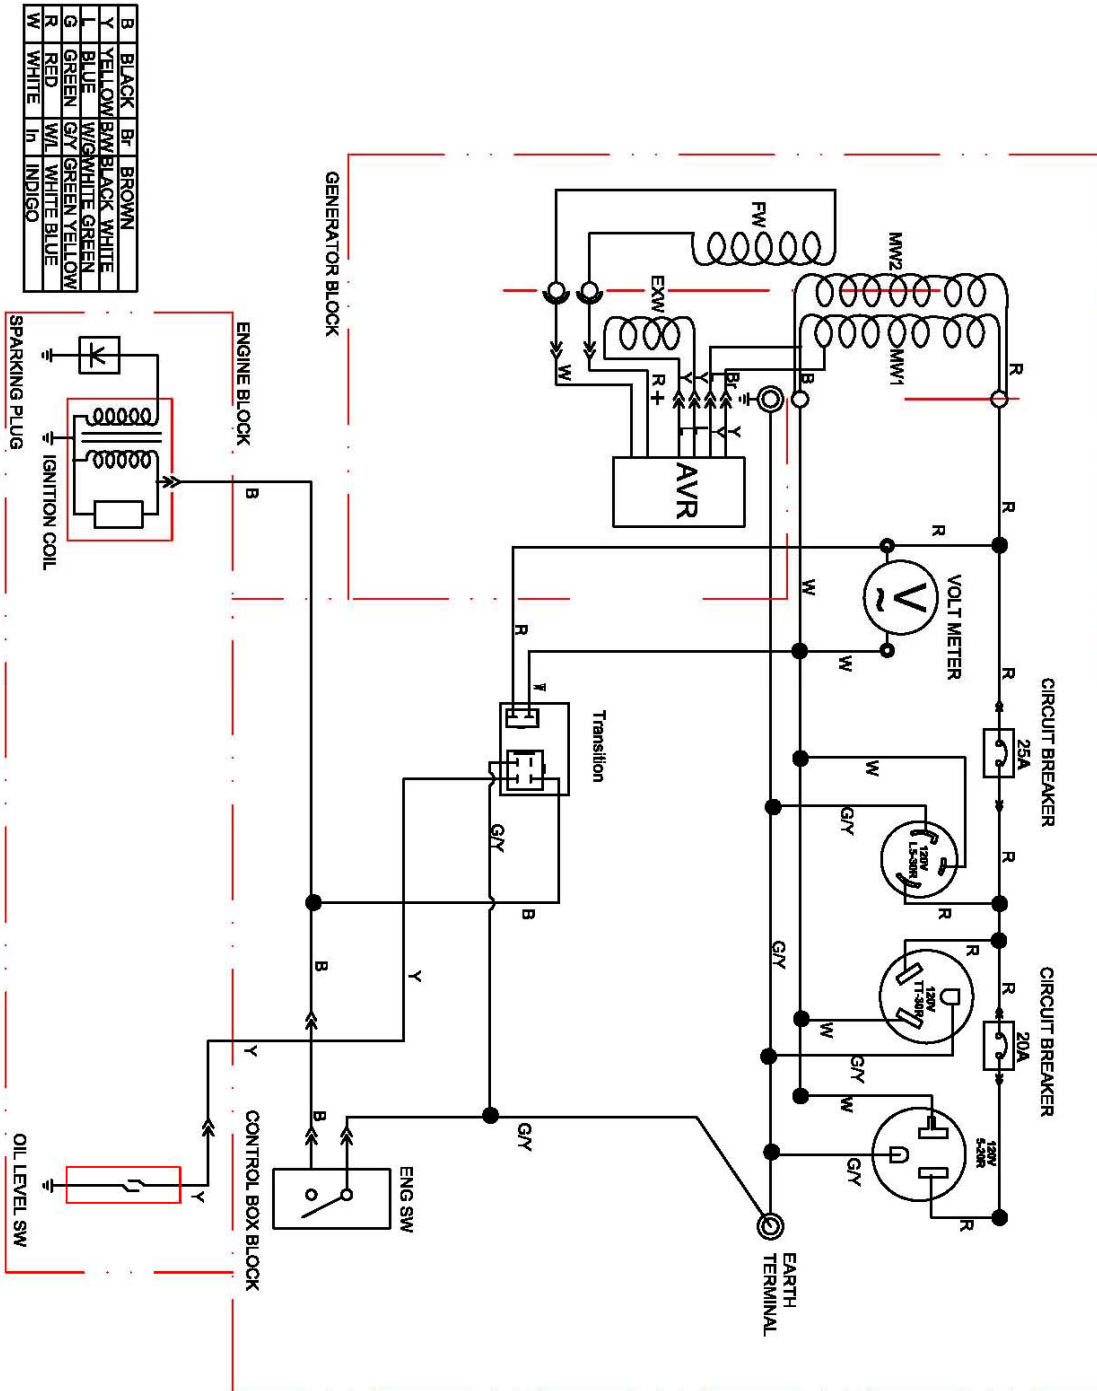 B BLACK Br BROWN
Y YELLOW B/W BLACK WHITE
L BLUE W/G WHITE GREEN
G GREEN G/Y GREEN YELLOW
R RED W/L WHITE BLUE
W WHITE In INDIGO
GENERATOR BLOCK
FW
EXW
MW2
MW1
R
B
W
R +
Y
Y
L
Br
L
L
Y
Y
AVR
R
R
W
V
~
VOLT METER
W
R
R
W
Transition
CIRCUIT BREAKER
25A
W
G/Y
120V
L5-30R
R
R
G/Y
B
Y
R
120V
TT-30R
R
W
G/Y
G/Y
CIRCUIT BREAKER
20A
W
G/Y
120V
5-20R
R
EARTH
TERMINAL
G/Y
ENG SW
B
B
Y
CONTROL BOX BLOCK
ENGINE BLOCK
B
SPARKING PLUG
IGNITION COIL
Y
OIL LEVEL SW